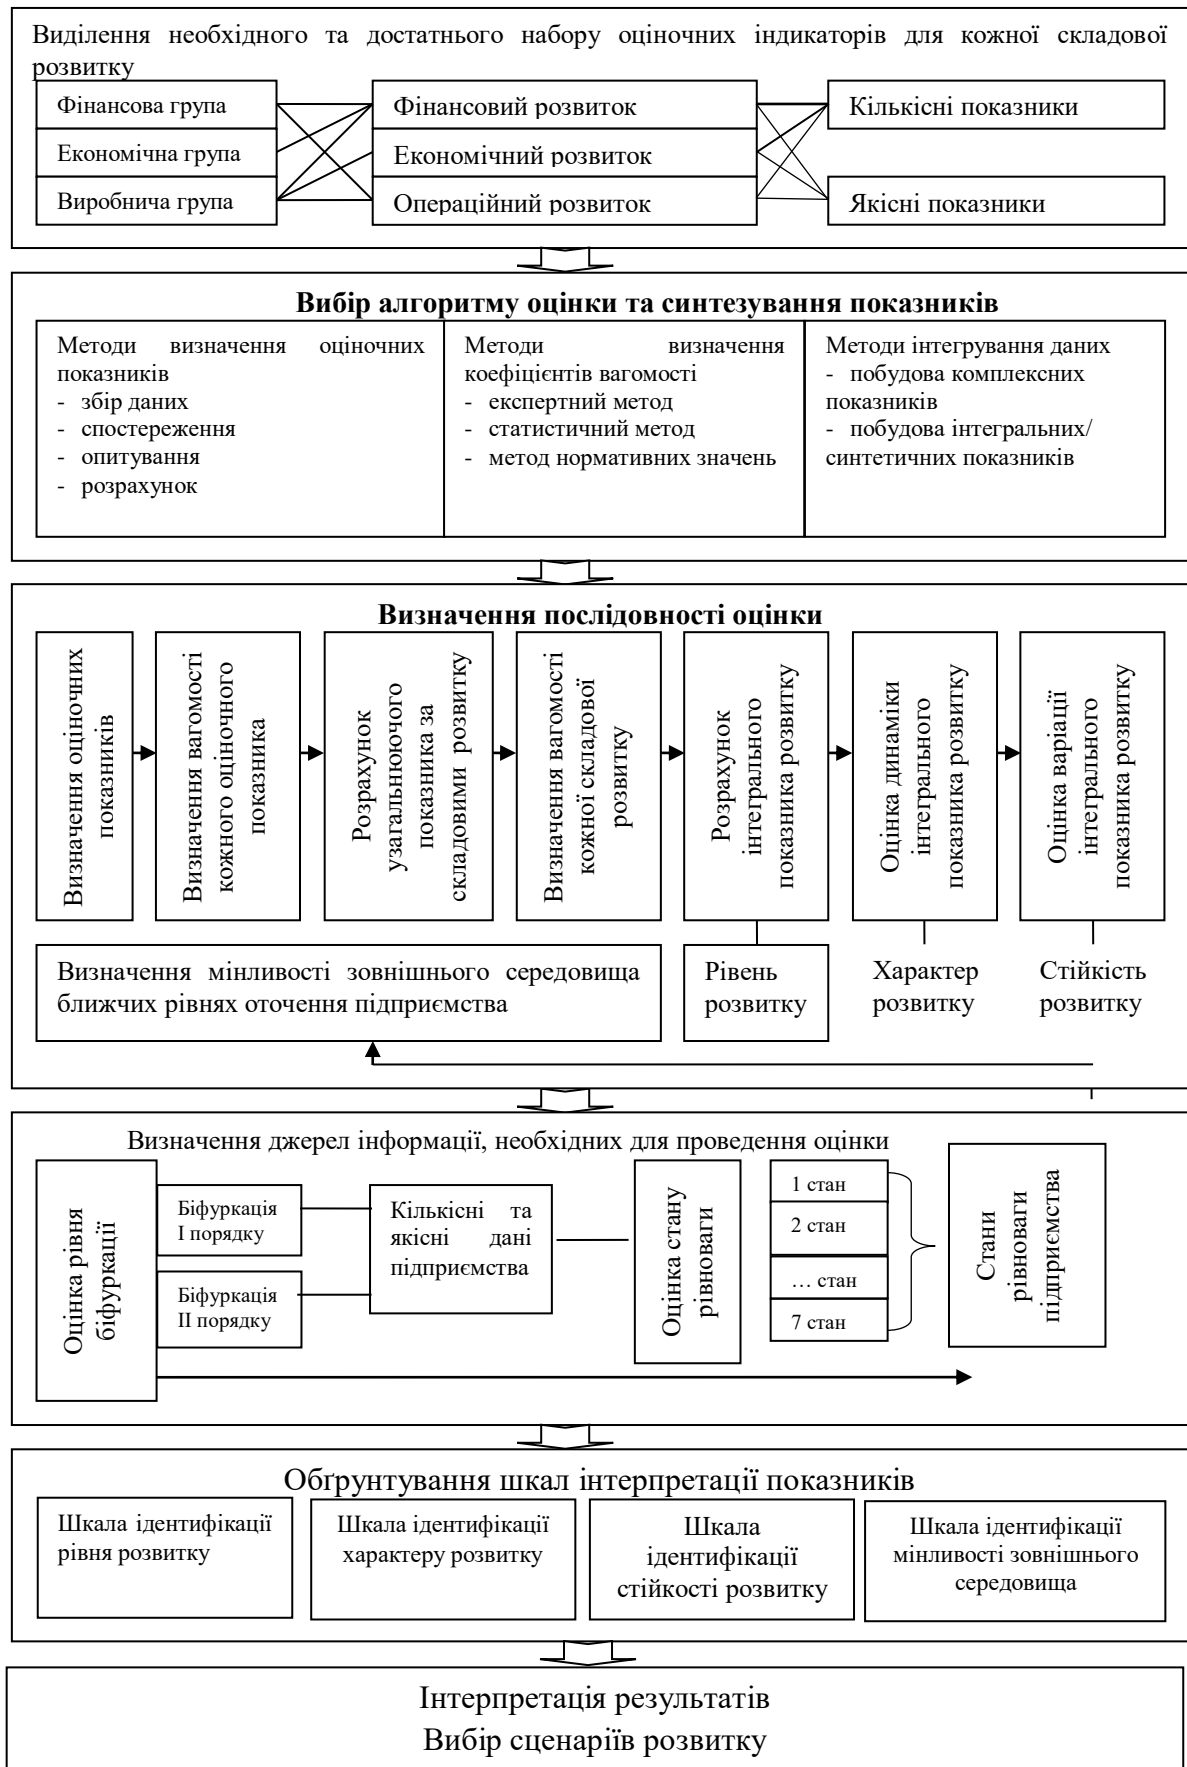 Виділення необхідного та достатнього набору оціночних індикаторів для кожної складової
розвитку
Фінансова група
Економічна група
Виробнича група
Фінансовий розвиток
Економічний розвиток
Операційний розвиток
Кількісні показники
Якісні показники
Вибір алгоритму оцінки та синтезування показників
Методи визначення оціночних
показників
- збір даних
- спостереження
- опитування
- розрахунок
Методи визначення
коефіцієнтів вагомості
- експертний метод
- статистичний метод
- метод нормативних значень
Методи інтегрування даних
- побудова комплексних
показників
- побудова інтегральних/
синтетичних показників
Визначення послідовності оцінки
Визначення оціночних
показників
Визначення вагомості
кожного оціночного
показника
Розрахунок
узагальнюючого
показника за
складовими розвитку
Визначення вагомості
кожної складової
розвитку
Розрахунок
інтегрального
показника розвитку
Оцінка динаміки
інтегрального
показника розвитку
Оцінка варіації
інтегрального
показника розвитку
Визначення мінливості зовнішнього середовища
ближчих рівнях оточення підприємства
Рівень
розвитку
Характер
розвитку
Стійкість
розвитку
Визначення джерел інформації, необхідних для проведення оцінки
Оцінка рівня
біфуркації
Біфуркація
I порядку
Біфуркація
II порядку
Кількісні та
якісні дані
підприємства
Оцінка стану
рівноваги
1 стан
2 стан
... стан
7 стан
Стани
рівноваги
підприємства
Обґрунтування шкал інтерпретації показників
Шкала ідентифікації
рівня розвитку
Шкала ідентифікації
характеру розвитку
Шкала
ідентифікації
стійкості розвитку
Шкала ідентифікації
мінливості зовнішнього
середовища
Інтерпретація результатів
Вибір сценаріїв розвитку